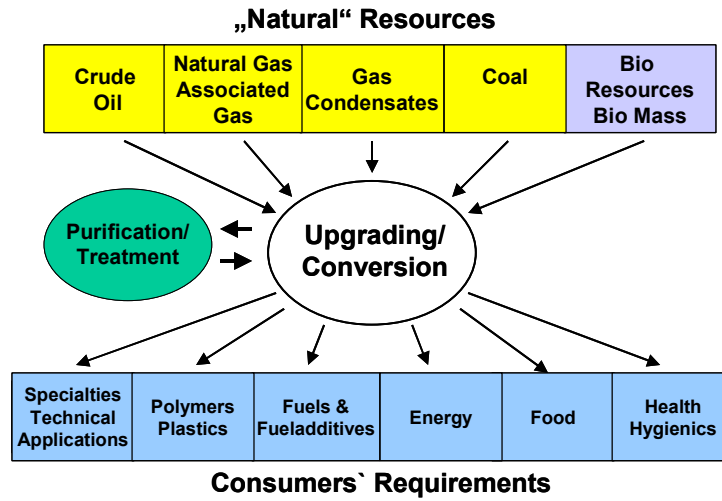 „Natural“ Resources
Crude
Oil
Natural Gas
Associated
Gas
Gas
Condensates
Coal
Bio
Resources
Bio Mass
Purification/
Treatment
Upgrading/
Conversion
Specialties
Technical
Applications
Polymers
Plastics
Fuels &
Fueladditives
Energy
Food
Health
Hygienics
Consumers` Requirements